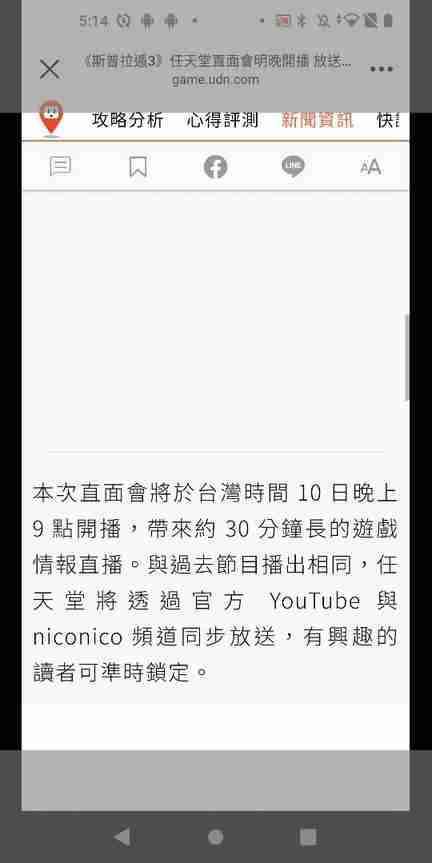 5:14
《斯普拉遁3》任天堂直面會明晚開播 放送...
game.udn.com
攻略分析 心得評測 新聞資訊
LINE
AA
本次直面會將於台灣時間 10 日晚上
9 點開播，帶來約 30 分鐘長的遊戲
情報直播。與過去節目播出相同，任
天堂將透過官方 YouTube 與
niconico 頻道同步放送，有興趣的
讀者可準時鎖定。